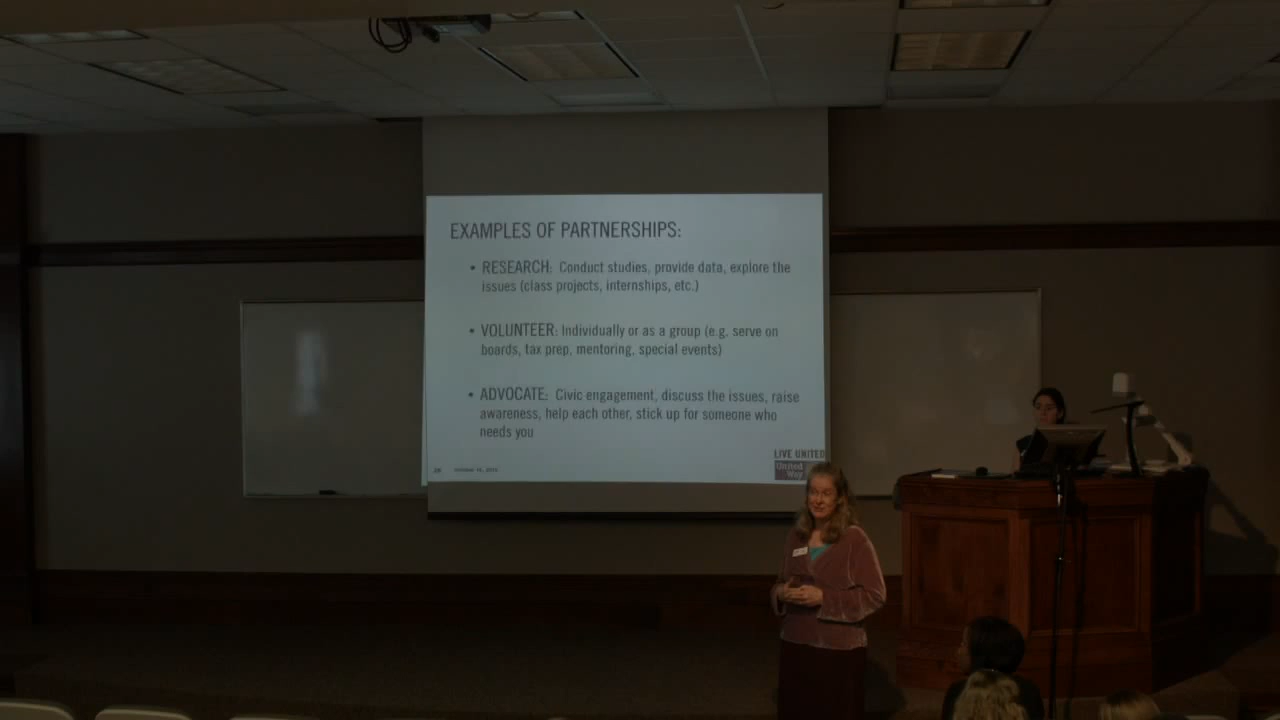 EXAMPLES OF PARTNERSHIPS:
• RESEARCH: Conduct studies, provide data, explore the
issues (class projects, internships, etc.)
• VOLUNTEER: Individually or as a group (e.g. serve on
boards, tax prep, mentoring, special events)
• ADVOCATE: Civic engagement, discuss the issues, raise
awareness, help each other, stick up for someone who
needs you
LIVE UNITED
United
Way